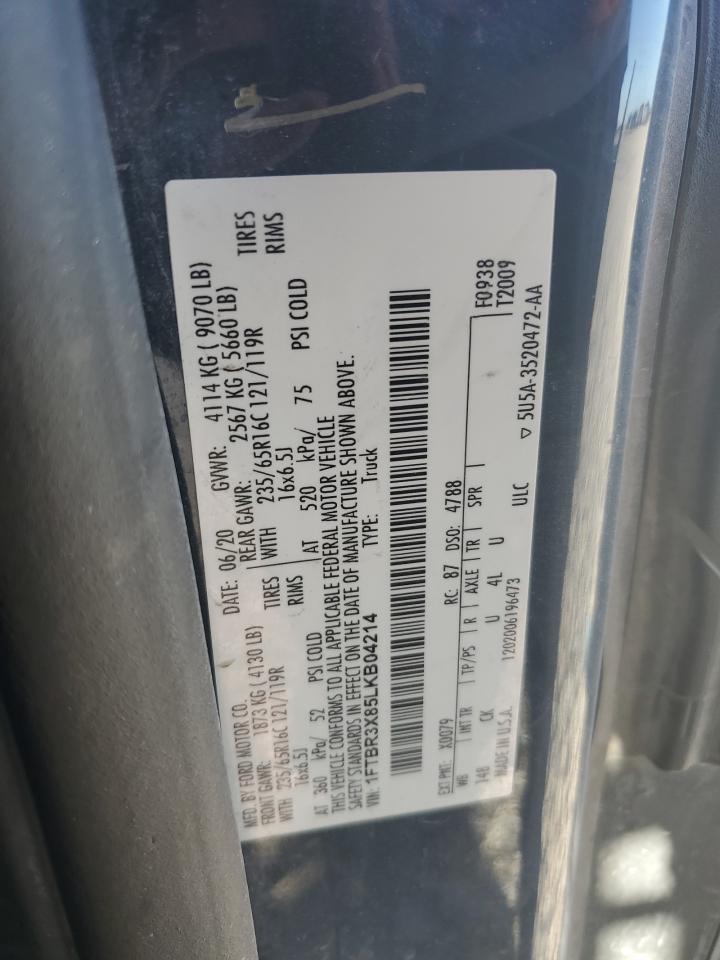 MFD. BY FORD MOTOR CO.
DATE: 06/20 GVWR: 4114 KG ( 9070 LB)
FRONT GAWR: 1873 KG ( 4130 LB) REAR GAWR: 2567 KG ( 5660 LB)
WITH 235/65R16C 121/119R TIRES WITH 235/65R16C 121/119R TIRES
16x6.5J RIMS 16x6.5J RIMS
AT 360 kPa/ 52 PSI COLD AT 520 kPa/ 75 PSI COLD
THIS VEHICLE CONFORMS TO ALL APPLICABLE FEDERAL MOTOR VEHICLE
SAFETY STANDARDS IN EFFECT ON THE DATE OF MANUFACTURE SHOWN ABOVE.
VIN: 1FTBR3X85LKB04214 TYPE: Truck
EXT PNT: X0079 RC: 87 DSO: 4788
WB INT TR TP/PS R AXLE TR SPR F0938
148 CK U 4L U T2009
MADE IN U.S.A. 1202006196473 ULC ▽ 5U5A-3520472-AA